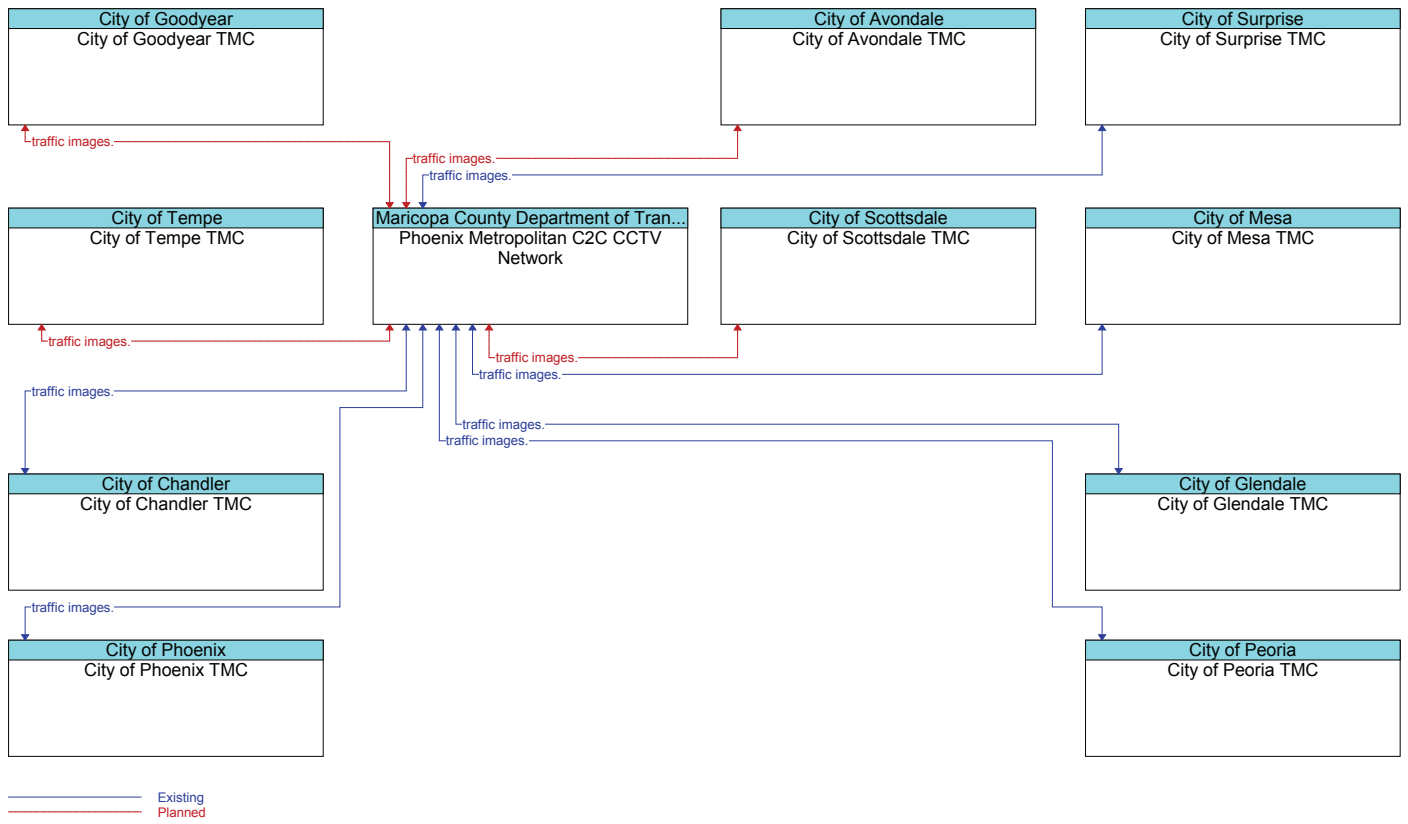 City of Goodyear
City of Goodyear TMC
City of Avondale
City of Avondale TMC
City of Surprise
City of Surprise TMC
traffic images.
traffic images.
traffic images.
City of Tempe
City of Tempe TMC
Maricopa County Department of Tran...
Phoenix Metropolitan C2C CCTV
Network
City of Scottsdale
City of Scottsdale TMC
City of Mesa
City of Mesa TMC
traffic images.
traffic images.
traffic images.
traffic images.
traffic images.
traffic images.
City of Chandler
City of Chandler TMC
City of Glendale
City of Glendale TMC
traffic images.
City of Phoenix
City of Phoenix TMC
City of Peoria
City of Peoria TMC
Existing
Planned